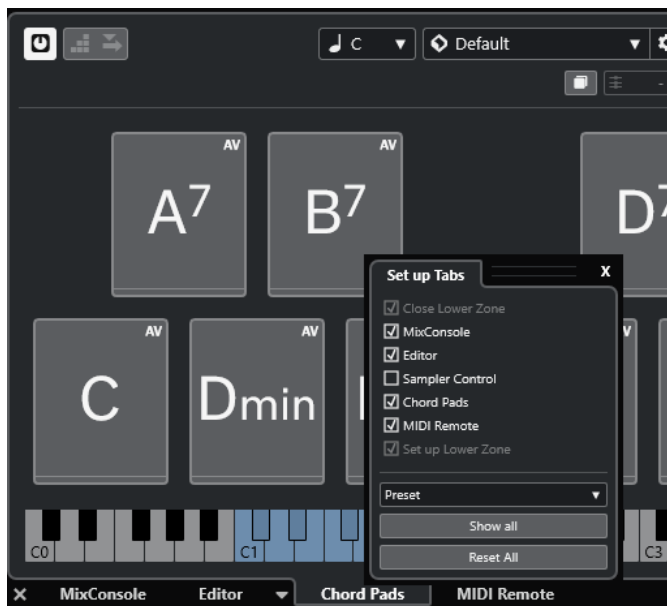 C
Default
-
AV
AV
A7
B7
D7
Set up Tabs
X
Close Lower Zone
AV
AV
V
MixConsole
Editor
Sampler Control
C
Dmin
Chord Pads
MIDI Remote
Set up Lower Zone
Preset
Show all
C0
C1
C3
Reset All
MixConsole
Editor
Chord Pads
MIDI Remote